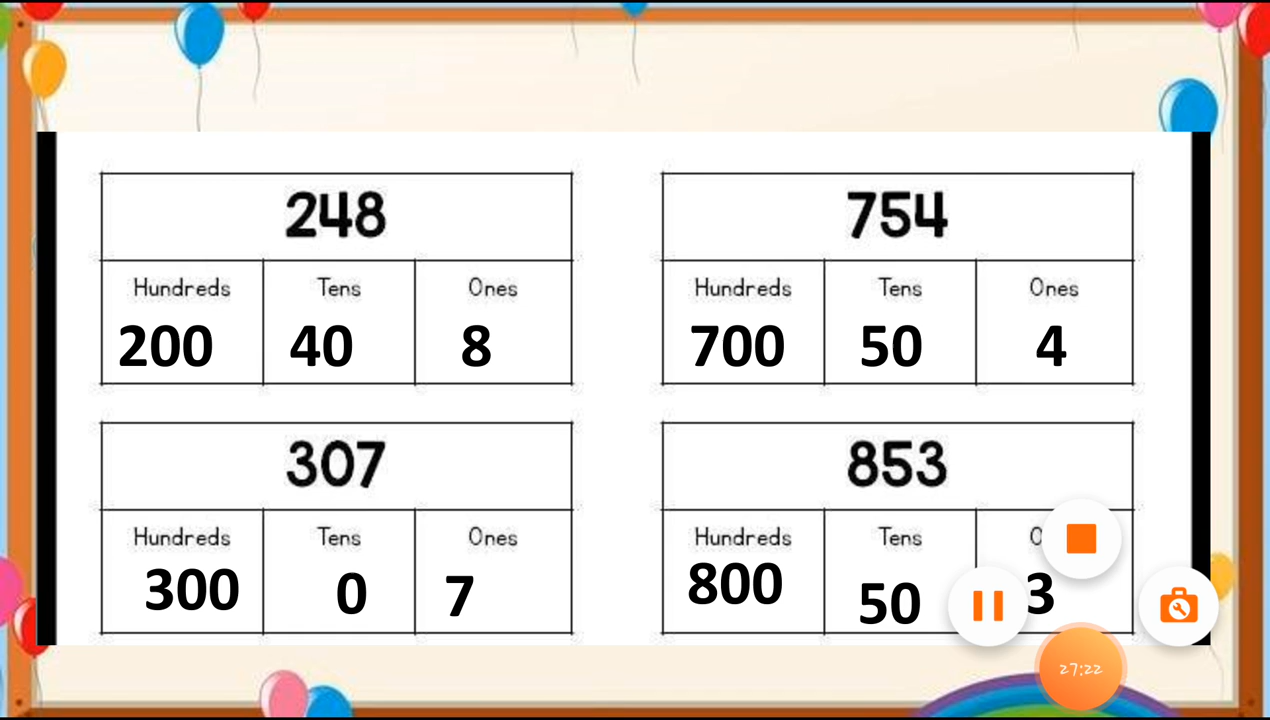 248
Hundreds Tens Ones
200 40 8
754
Hundreds Tens Ones
700 50 4
307
Hundreds Tens Ones
300 0 7
853
Hundreds Tens
800 50 3
27:22